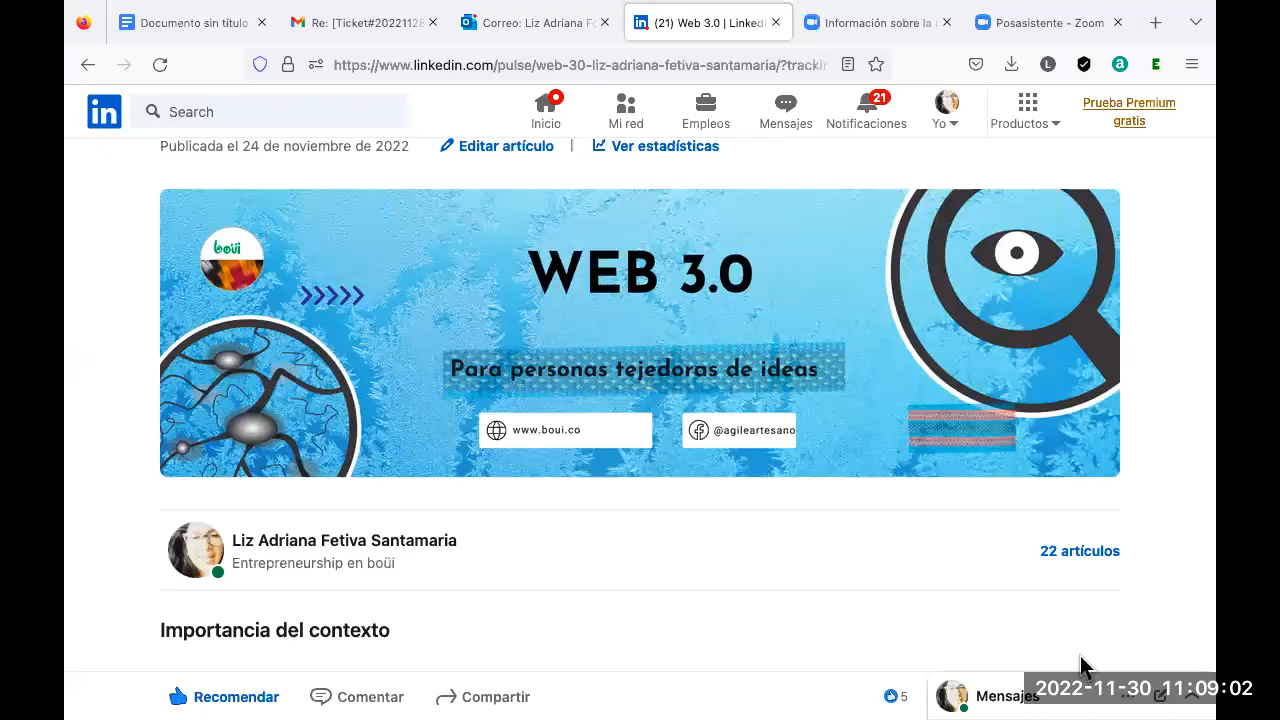 Documento sin título
Re: [Ticket#20221128
Correo: Liz Adriana Fe
(21) Web 3.0 | LinkedI
Información sobre la r
Posasistente - Zoom
https://www.linkedin.com/pulse/web-30-liz-adriana-fetiva-santamaria/?trackin
in
Search
Inicio
Mi red
Empleos
Mensajes
21
Notificaciones
Yo
Productos
Prueba Premium
gratis
Publicada el 24 de noviembre de 2022
Editar artículo
|
Ver estadísticas
boüi
WEB 3.0
Para personas tejedoras de ideas
www.boui.co
@agileartesano
Liz Adriana Fetiva Santamaria
Entrepreneurship en boüi
22 artículos
Importancia del contexto
Recomendar
Comentar
Compartir
5
Mensajes
2022-11-30 11:09:02